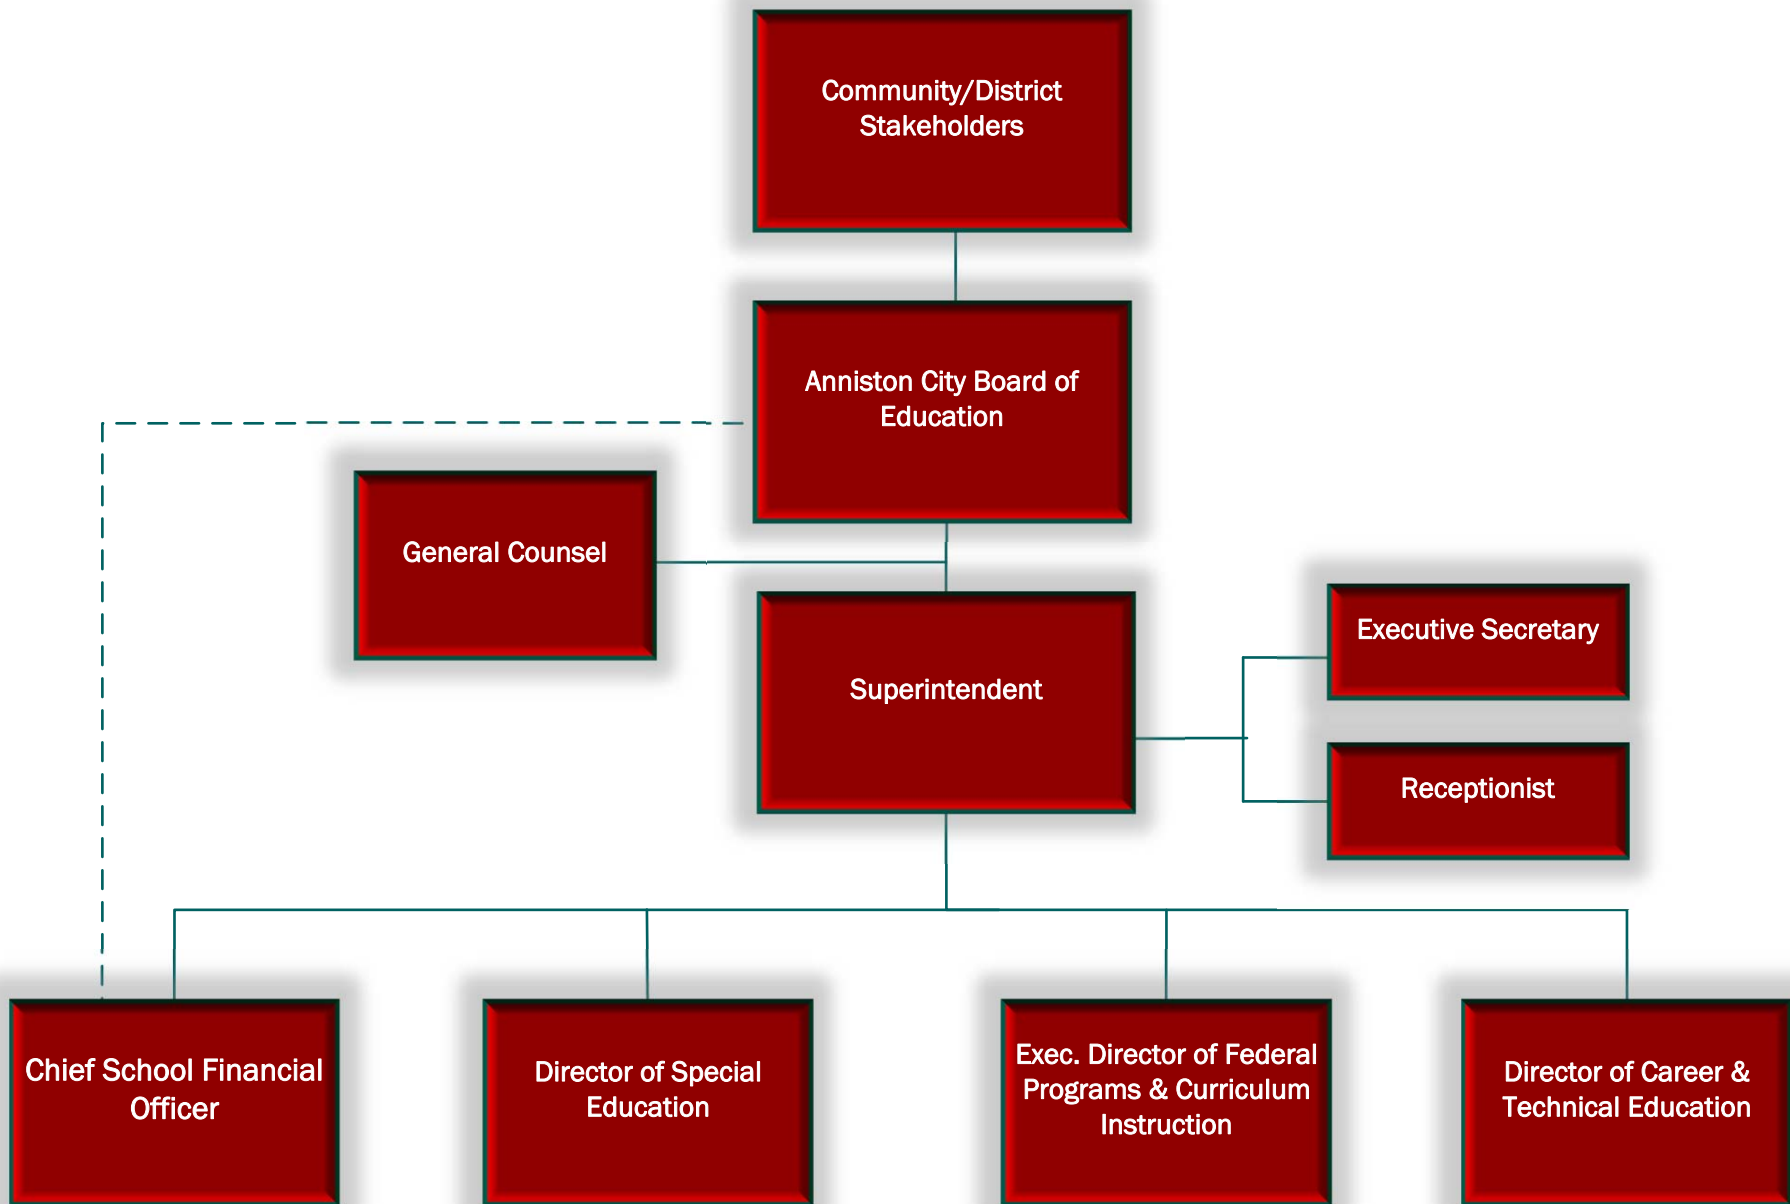 Community/District
Stakeholders
Anniston City Board of
Education
General Counsel
Executive Secretary
Superintendent
Receptionist
Chief School Financial
Officer
Director of Special
Education
Exec. Director of Federal
Programs & Curriculum
Instruction
Director of Career &
Technical Education